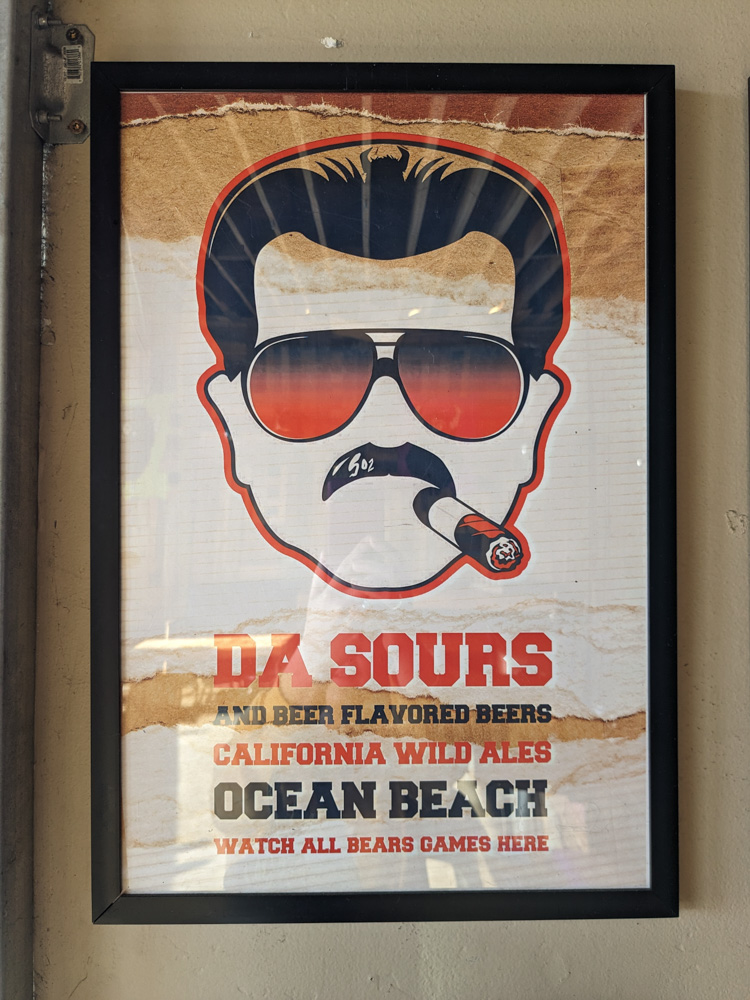 DA SOURS
AND BEER FLAVORED BEERS
CALIFORNIA WILD ALES
OCEAN BEACH
WATCH ALL BEARS GAMES HERE